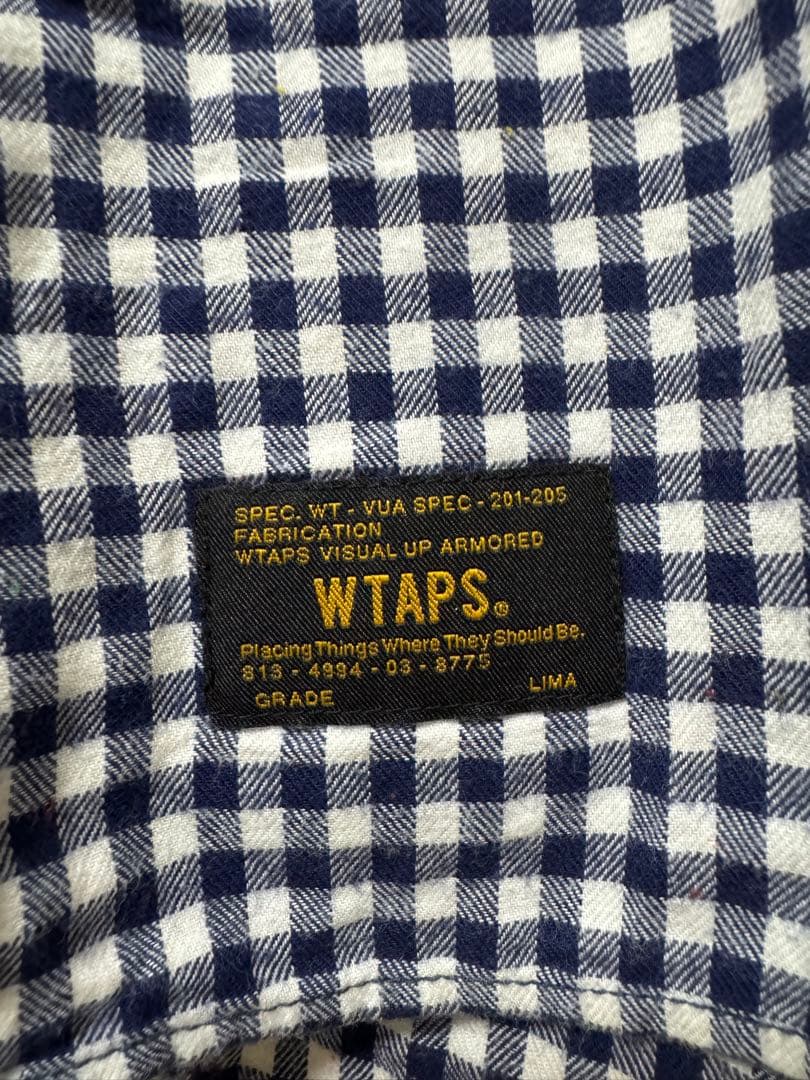 SPEC. WT - VUA SPEC - 201-205
FABRICATION
WTAPS VISUAL UP ARMORED
WTAPS®
Placing Things Where They Should Be.
813 - 4994 - 03 - 8775
GRADE LIMA